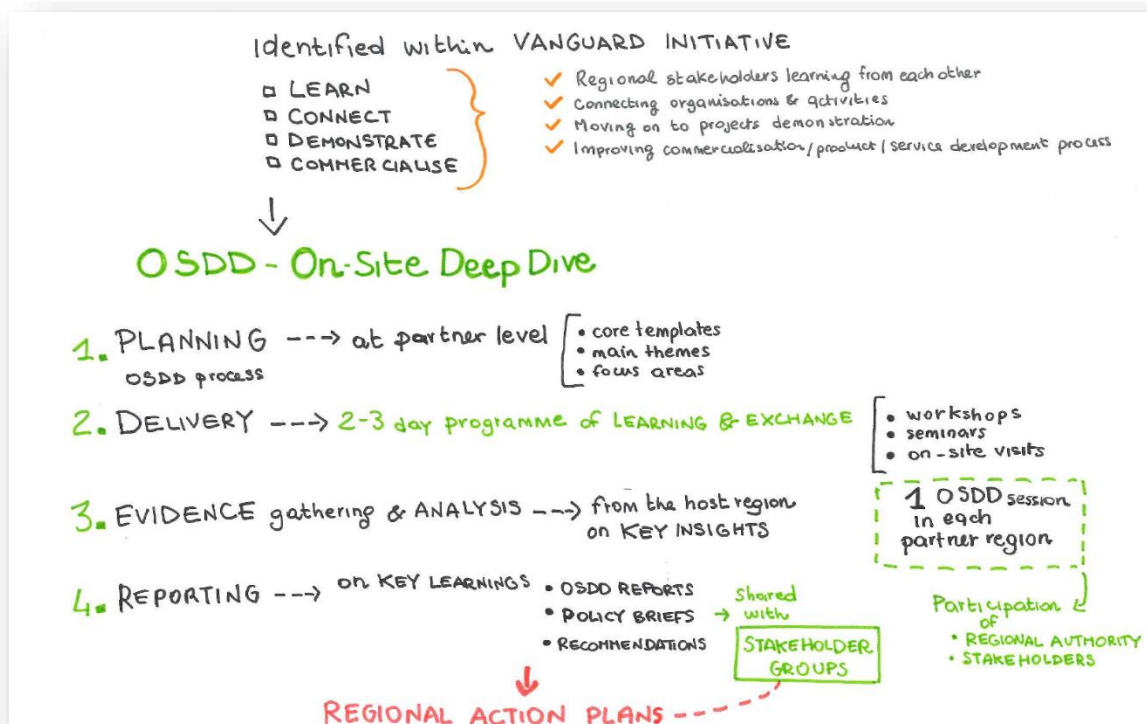 Identified within VANGUARD INITIATIVE
LEARN
CONNECT
DEMONSTRATE
COMMERCIALISE
Regional stakeholders learning from each other
Connecting organisations & activities
Moving on to projects demonstration
Improving commercialisation/product/service development process
OSDD - On-Site Deep Dive
1. PLANNING ---> at partner level
OSDD process
• core templates
• main themes
• focus areas
2. DELIVERY ---> 2-3 day programme of LEARNING & EXCHANGE
• workshops
• seminars
• on-site visits
3. EVIDENCE gathering & ANALYSIS ---> from the host region
on KEY INSIGHTS
1 OSDD session
in each
partner region
Participation
of
• REGIONAL AUTHORITY
• STAKEHOLDERS
4. REPORTING ---> on KEY LEARNINGS
• OSDD REPORTS
• POLICY BRIEFS
• RECOMMENDATIONS
→ Shared
with
STAKEHOLDER
GROUPS
REGIONAL ACTION PLANS